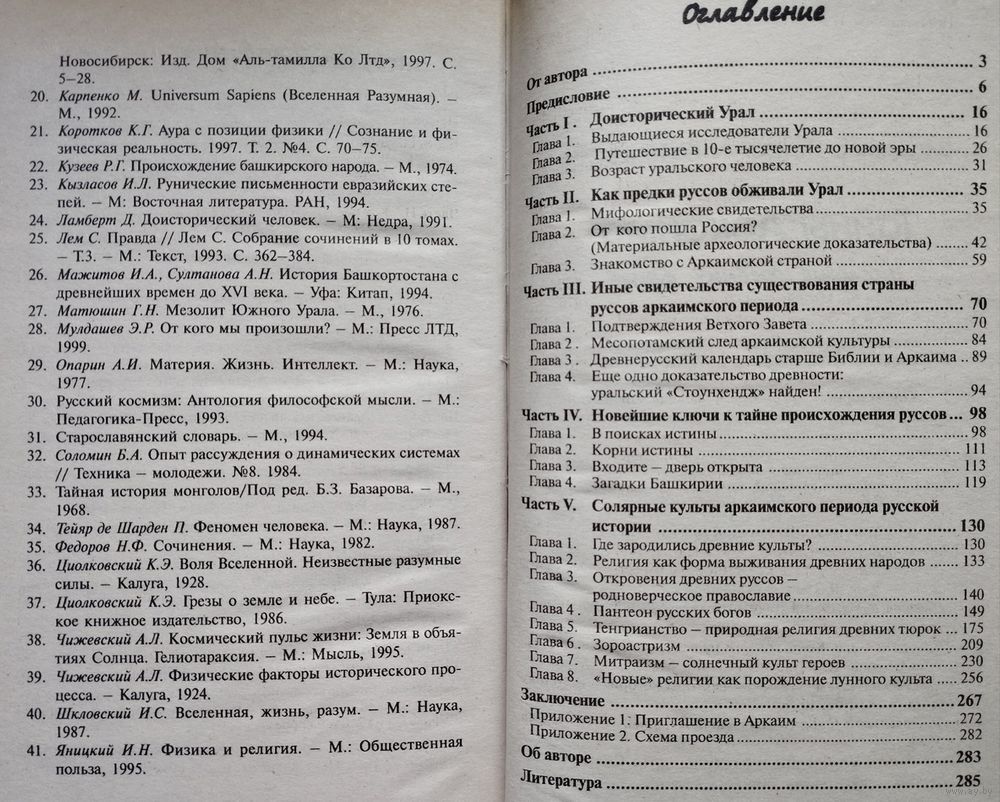 Новосибирск: Изд. Дом «Аль-тамилла Ко Лтд», 1997. С.
5–28.
20. Карпенко М. Universum Sapiens (Вселенная Разумная). –
М., 1992.
21. Коротков К.Г. Аура с позиции физики // Сознание и фи-
зическая реальность. 1997. Т. 2. №4. С. 70–75.
22. Кузеев Р.Г. Происхождение башкирского народа. – М., 1974.
23. Кызласов И.Л. Рунические письменности евразийских сте-
пей. – М: Восточная литература. РАН, 1994.
24. Ламберт Д. Доисторический человек. – М: Недра, 1991.
25. Лем С. Правда // Лем С. Собрание сочинений в 10 томах.
– Т.3. – М.: Текст, 1993. С. 362–384.
26. Мажитов И.А., Султанова А.Н. История Башкортостана с
древнейших времен до XVI века. – Уфа: Китап, 1994.
27. Матюшин Г.Н. Мезолит Южного Урала. – М., 1976.
28. Мулдашев Э.Р. От кого мы произошли? – М.: Пресс ЛТД,
1999.
29. Опарин А.И. Материя. Жизнь. Интеллект. – М.: Наука,
1977.
30. Русский космизм: Антология философской мысли. – М.:
Педагогика-Пресс, 1993.
31. Старославянский словарь. – М., 1994.
32. Соломин Б.А. Опыт рассуждения о динамических системах
// Техника – молодежи. №8. 1984.
33. Тайная история монголов/Под ред. Б.З. Базарова. – М.,
1968.
34. Тейяр де Шарден П. Феномен человека. – М.: Наука, 1987.
35. Федоров Н.Ф. Сочинения. – М.: Наука, 1982.
36. Циолковский К.Э. Воля Вселенной. Неизвестные разумные
силы. – Калуга, 1928.
37. Циолковский К.Э. Грезы о земле и небе. – Тула: Приокс-
кое книжное издательство, 1986.
38. Чижевский А.Л. Космический пульс жизни: Земля в объя-
тиях Солнца. Гелиотараксия. – М.: Мысль, 1995.
39. Чижевский А.Л. Физические факторы исторического про-
цесса. – Калуга, 1924.
40. Шкловский И.С. Вселенная, жизнь, разум. – М.: Наука,
1987.
41. Яницкий И.Н. Физика и религия. – М.: Общественная
польза, 1995.
Оглавление
От автора ... 3
Предисловие ... 6
Часть I. Доисторический Урал ... 16
Глава 1. Выдающиеся исследователи Урала ... 16
Глава 2. Путешествие в 10-е тысячелетие до новой эры ... 26
Глава 3. Возраст уральского человека ... 31
Часть II. Как предки руссов обживали Урал ... 35
Глава 1. Мифологические свидетельства ... 35
Глава 2. От кого пошла Россия?
(Материальные археологические доказательства) ... 42
Глава 3. Знакомство с Аркаимской страной ... 59
Часть III. Иные свидетельства существования страны
руссов аркаимского периода ... 70
Глава 1. Подтверждения Ветхого Завета ... 70
Глава 2. Месопотамский след аркаимской культуры ... 84
Глава 3. Древнерусский календарь старше Библии и Аркаима .. 89
Глава 4. Еще одно доказательство древности:
уральский «Стоунхендж» найден! ... 94
Часть IV. Новейшие ключи к тайне происхождения руссов ... 98
Глава 1. В поисках истины ... 98
Глава 2. Корни истины ... 111
Глава 3. Входите – дверь открыта ... 113
Глава 4. Загадки Башкирии ... 119
Часть V. Солярные культы аркаимского периода русской
истории ... 130
Глава 1. Где зародились древние культы? ... 130
Глава 2. Религия как форма выживания древних народов ... 133
Глава 3. Откровения древних руссов –
родноверческое православие ... 140
Глава 4. Пантеон русских богов ... 149
Глава 5. Тенгрианство – природная религия древних тюрок ... 175
Глава 6. Зороастризм ... 209
Глава 7. Митраизм – солнечный культ героев ... 230
Глава 8. «Новые» религии как порождение лунного культа ... 256
Заключение ... 267
Приложение 1. Приглашение в Аркаим ... 272
Приложение 2. Схема проезда ... 282
Об авторе ... 283
Литература ... 285
www.ay.by